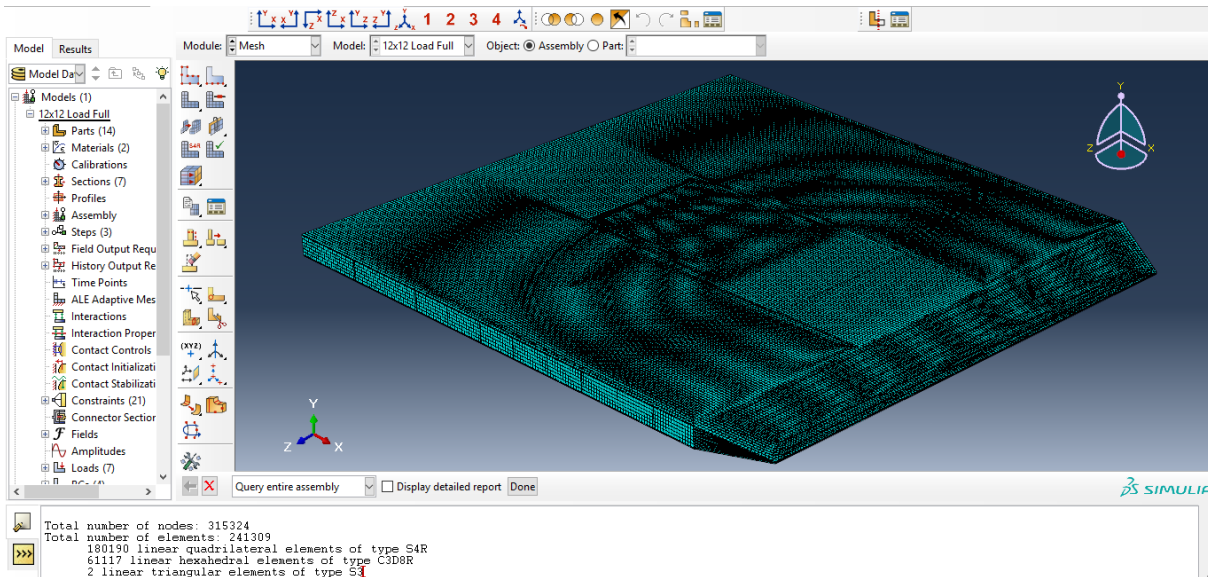 Y X X Y Z X Z X Y Z Z Y 1 2 3 4
Model Results
Module: Mesh Model: 12x12 Load Full Object: Assembly Part:
Model Da
Models (1)
12x12 Load Full
Parts (14)
Materials (2)
Calibrations
Sections (7)
Profiles
Assembly
Steps (3)
Field Output Requ
History Output Re
Time Points
ALE Adaptive Mes
Interactions
Interaction Proper
Contact Controls
Contact Initializati
Contact Stabilizati
Constraints (21)
Connector Section
Fields
Amplitudes
Loads (7)
S4R
(XYZ)
Y
Z X
Y
Z X
Query entire assembly Display detailed report Done
SIMULIA
Total number of nodes: 315324
Total number of elements: 241309
180190 linear quadrilateral elements of type S4R
61117 linear hexahedral elements of type C3D8R
2 linear triangular elements of type S3
>>>